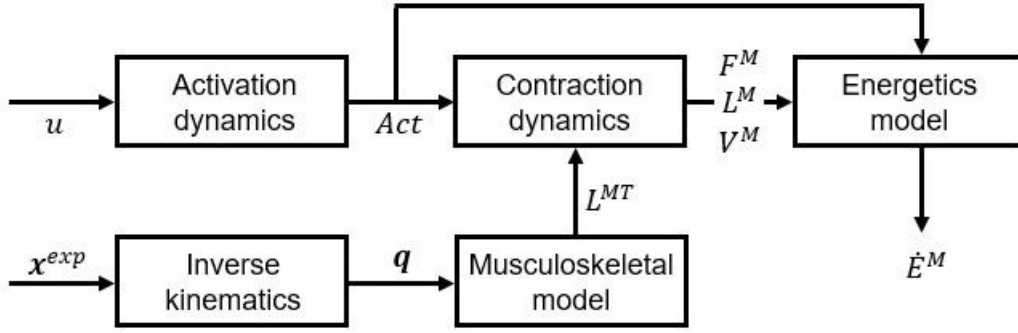 Activation
dynamics
Contraction
dynamics
F^M
L^M
V^M
Energetics
model
u
Act
L^{MT}
x^{exp}
Inverse
kinematics
q
Musculoskeletal
model
Ė^M